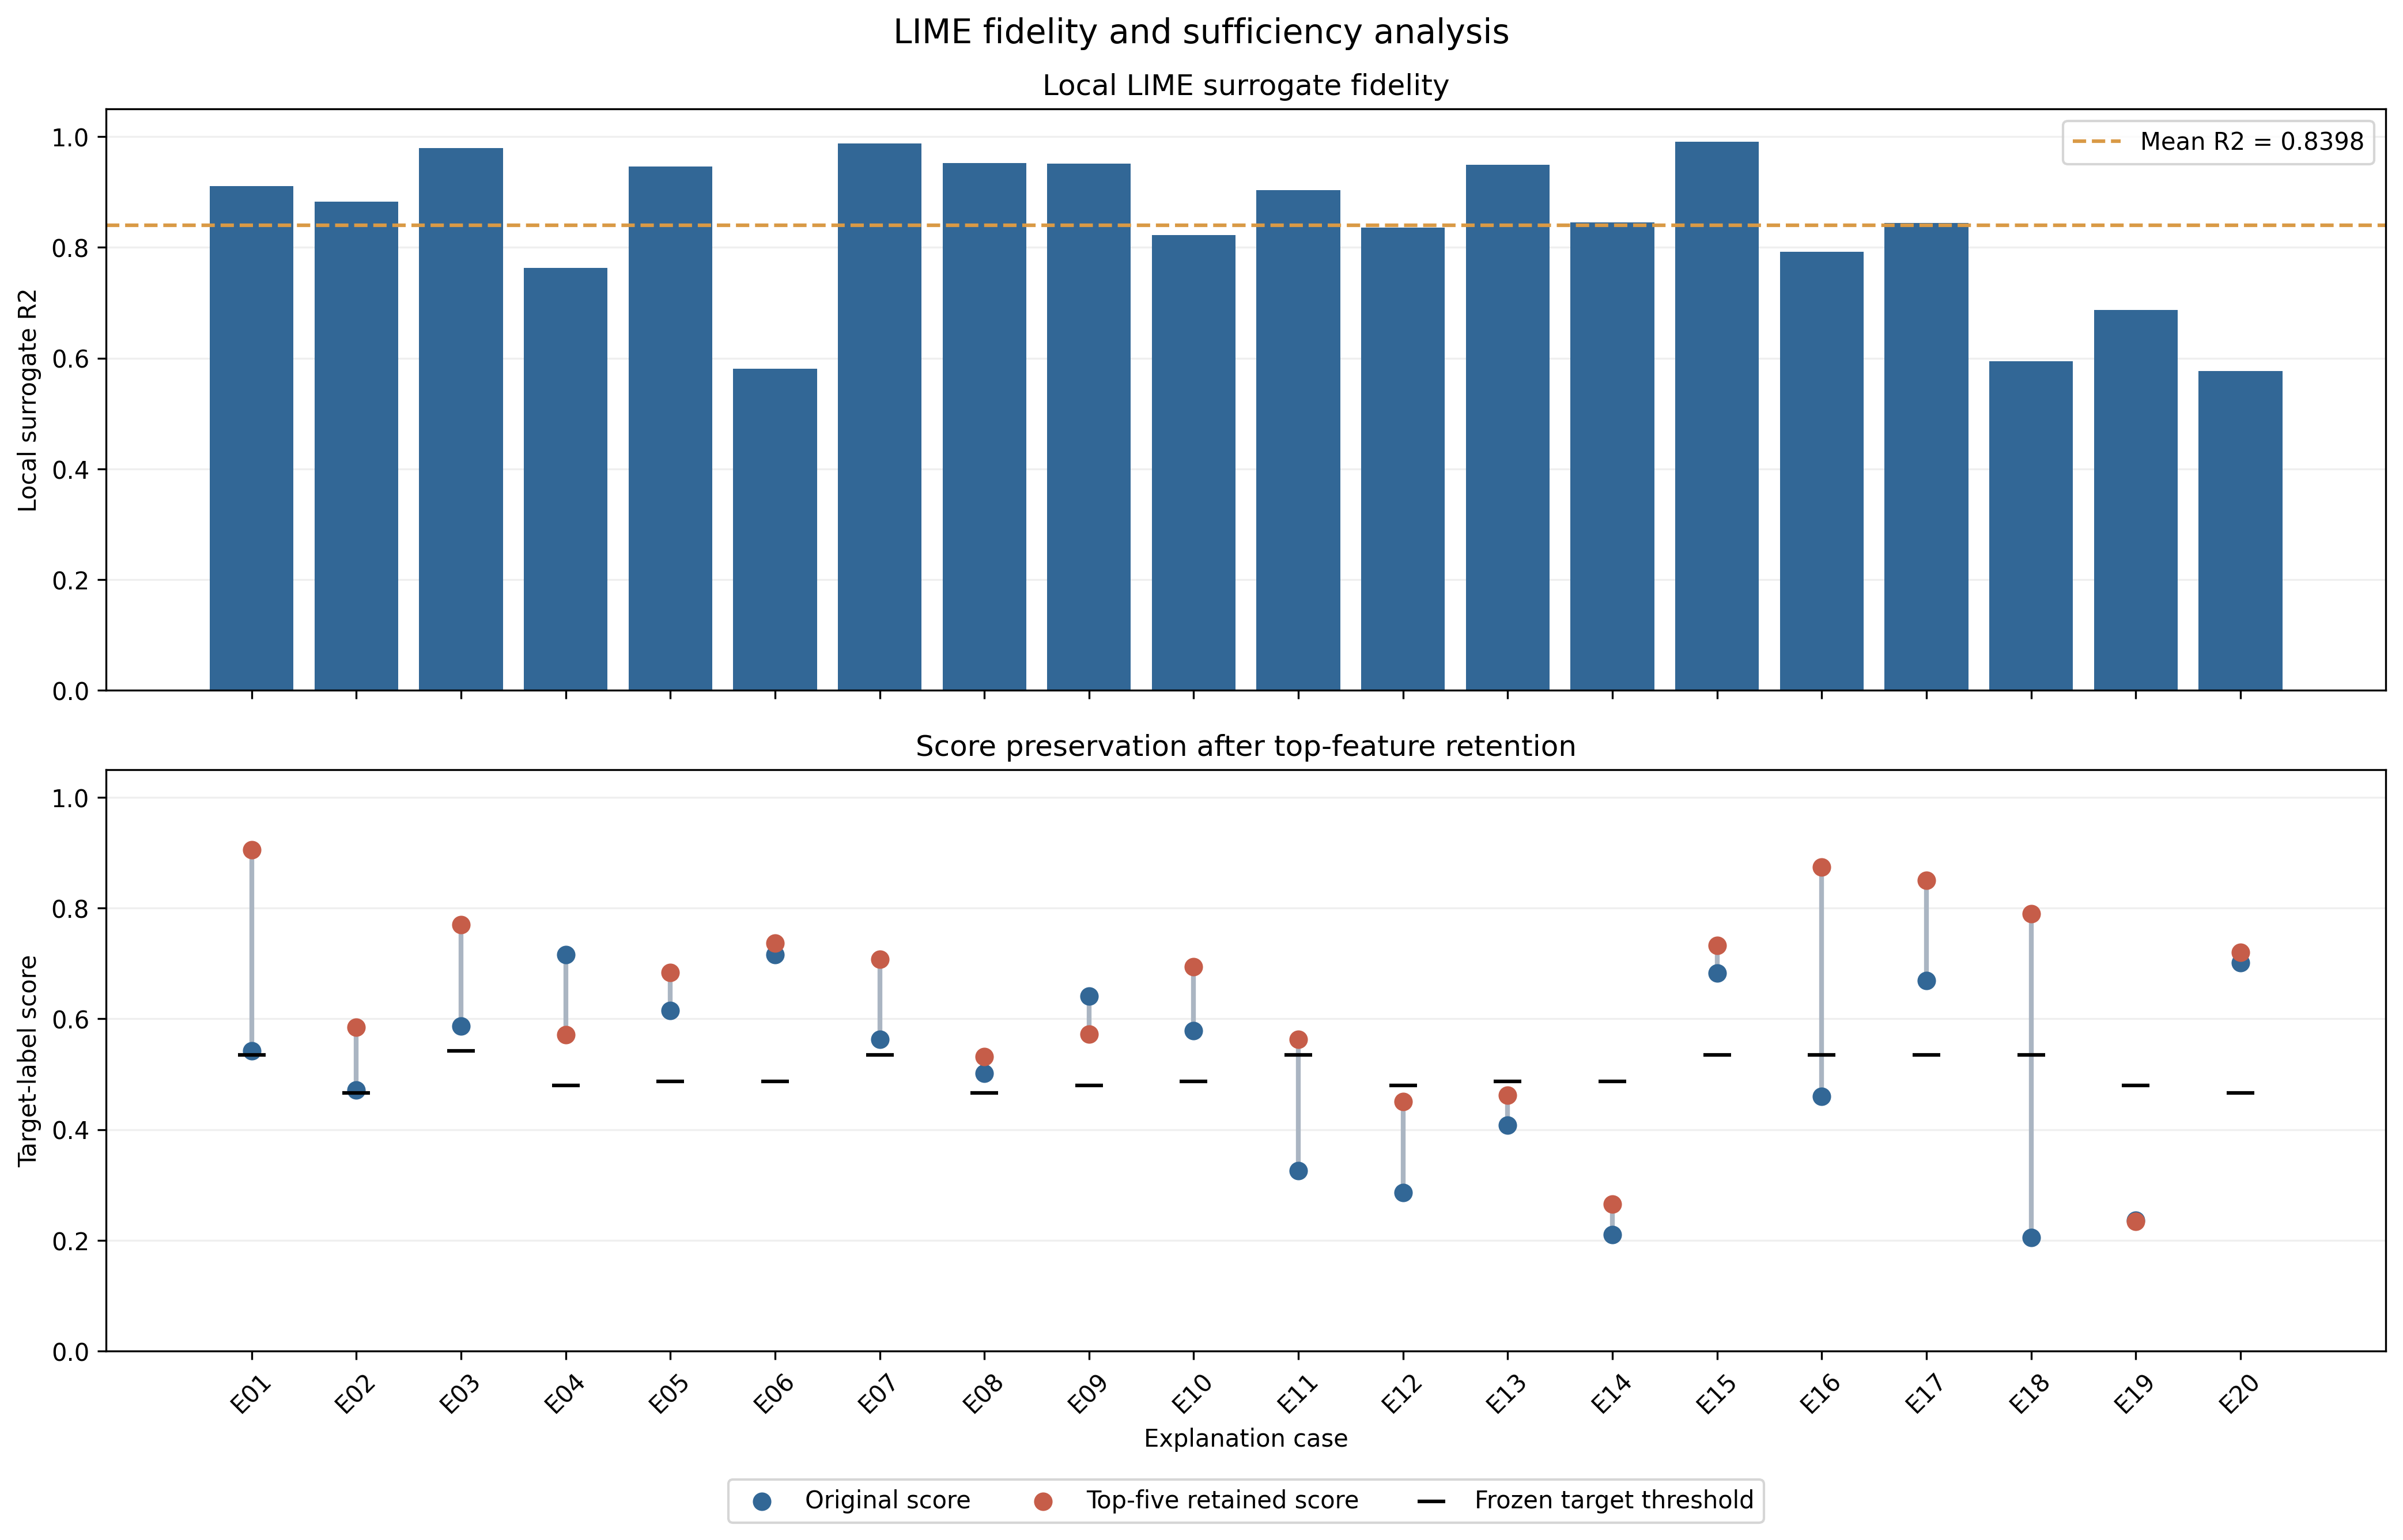 LIME fidelity and sufficiency analysis
Local LIME surrogate fidelity
Mean R2 = 0.8398
Local surrogate R2
1.0
0.8
0.6
0.4
0.2
0.0
Score preservation after top-feature retention
Target-label score
1.0
0.8
0.6
0.4
0.2
0.0
E01 E02 E03 E04 E05 E06 E07 E08 E09 E10 E11 E12 E13 E14 E15 E16 E17 E18 E19 E20
Explanation case
Original score Top-five retained score Frozen target threshold